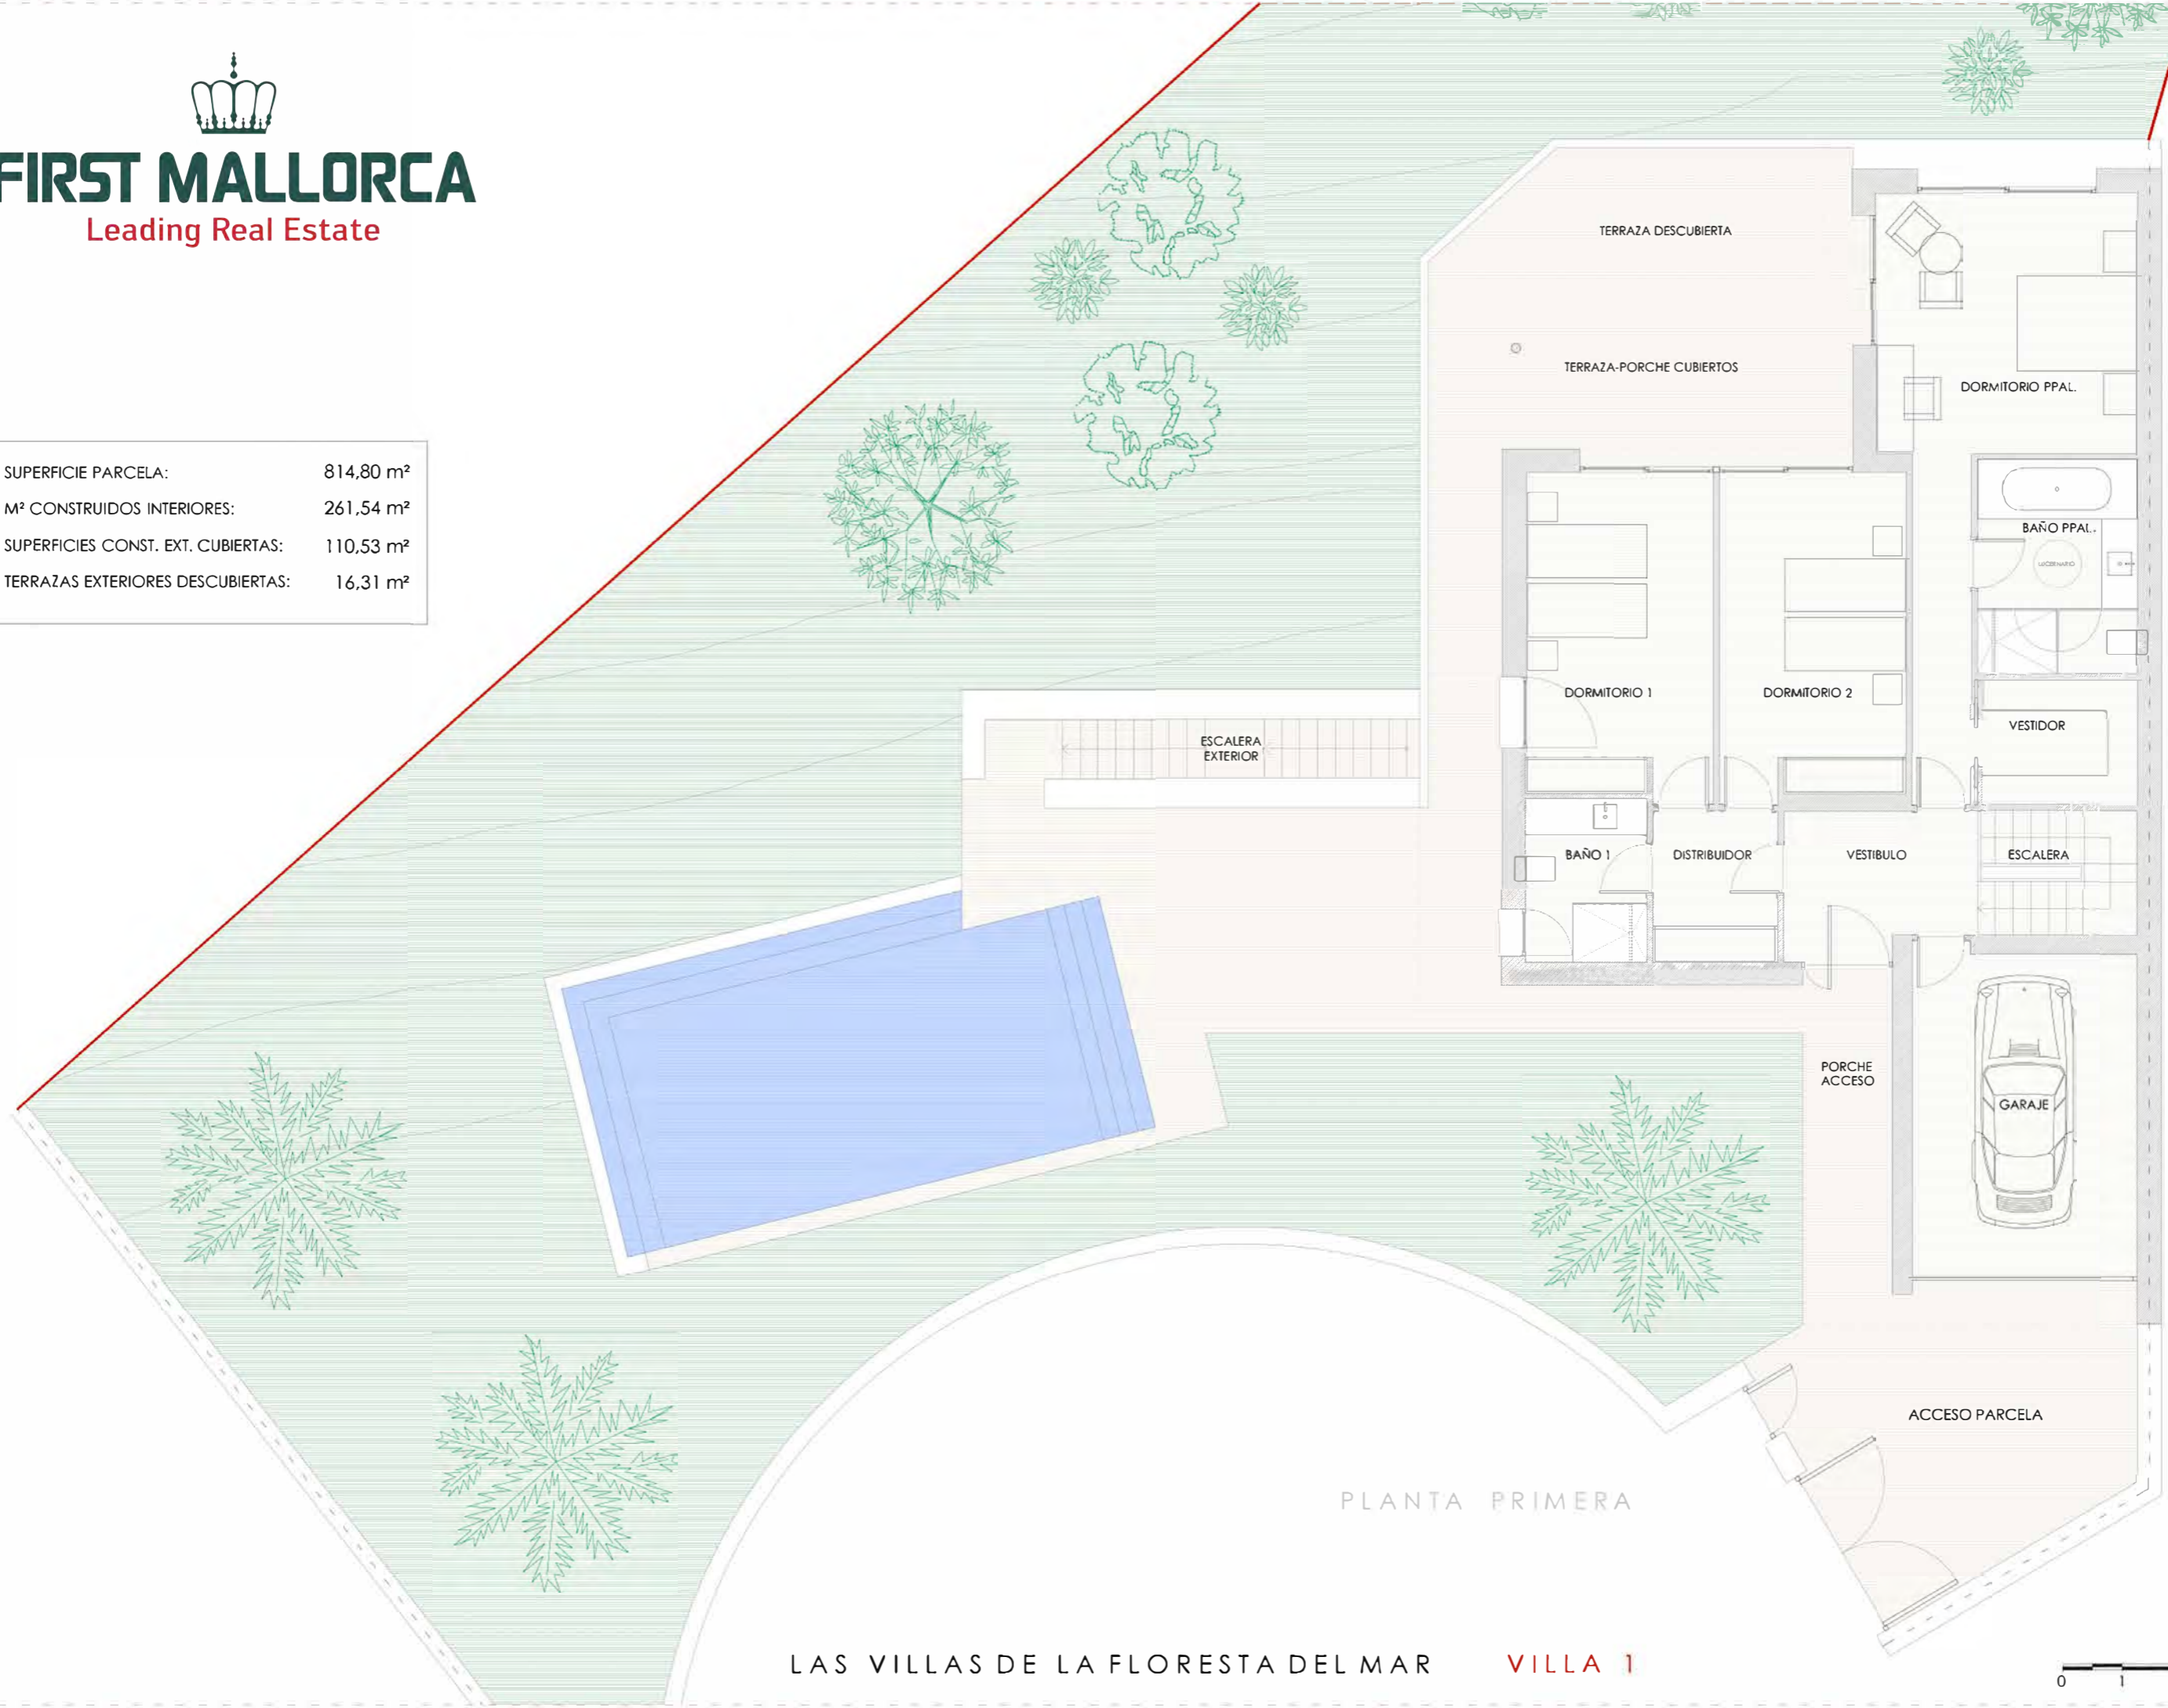 FIRST MALLORCA
Leading Real Estate
SUPERFICIE PARCELA: 814,80 m²
M² CONSTRUIDOS INTERIORES: 261,54 m²
SUPERFICIES CONST. EXT. CUBIERTAS: 110,53 m²
TERRAZAS EXTERIORES DESCUBIERTAS: 16,31 m²
TERRAZA DESCUBIERTA
TERRAZA-PORCHE CUBIERTOS
DORMITORIO PPAL.
BAÑO PPAL.
DORMITORIO 1
DORMITORIO 2
VESTIDOR
ESCALERA
EXTERIOR
BAÑO 1
DISTRIBUIDOR
VESTIBULO
ESCALERA
PORCHE
ACCESO
GARAJE
ACCESO PARCELA
PLANTA PRIMERA
LAS VILLAS DE LA FLORESTA DEL MAR VILLA 1
0 1